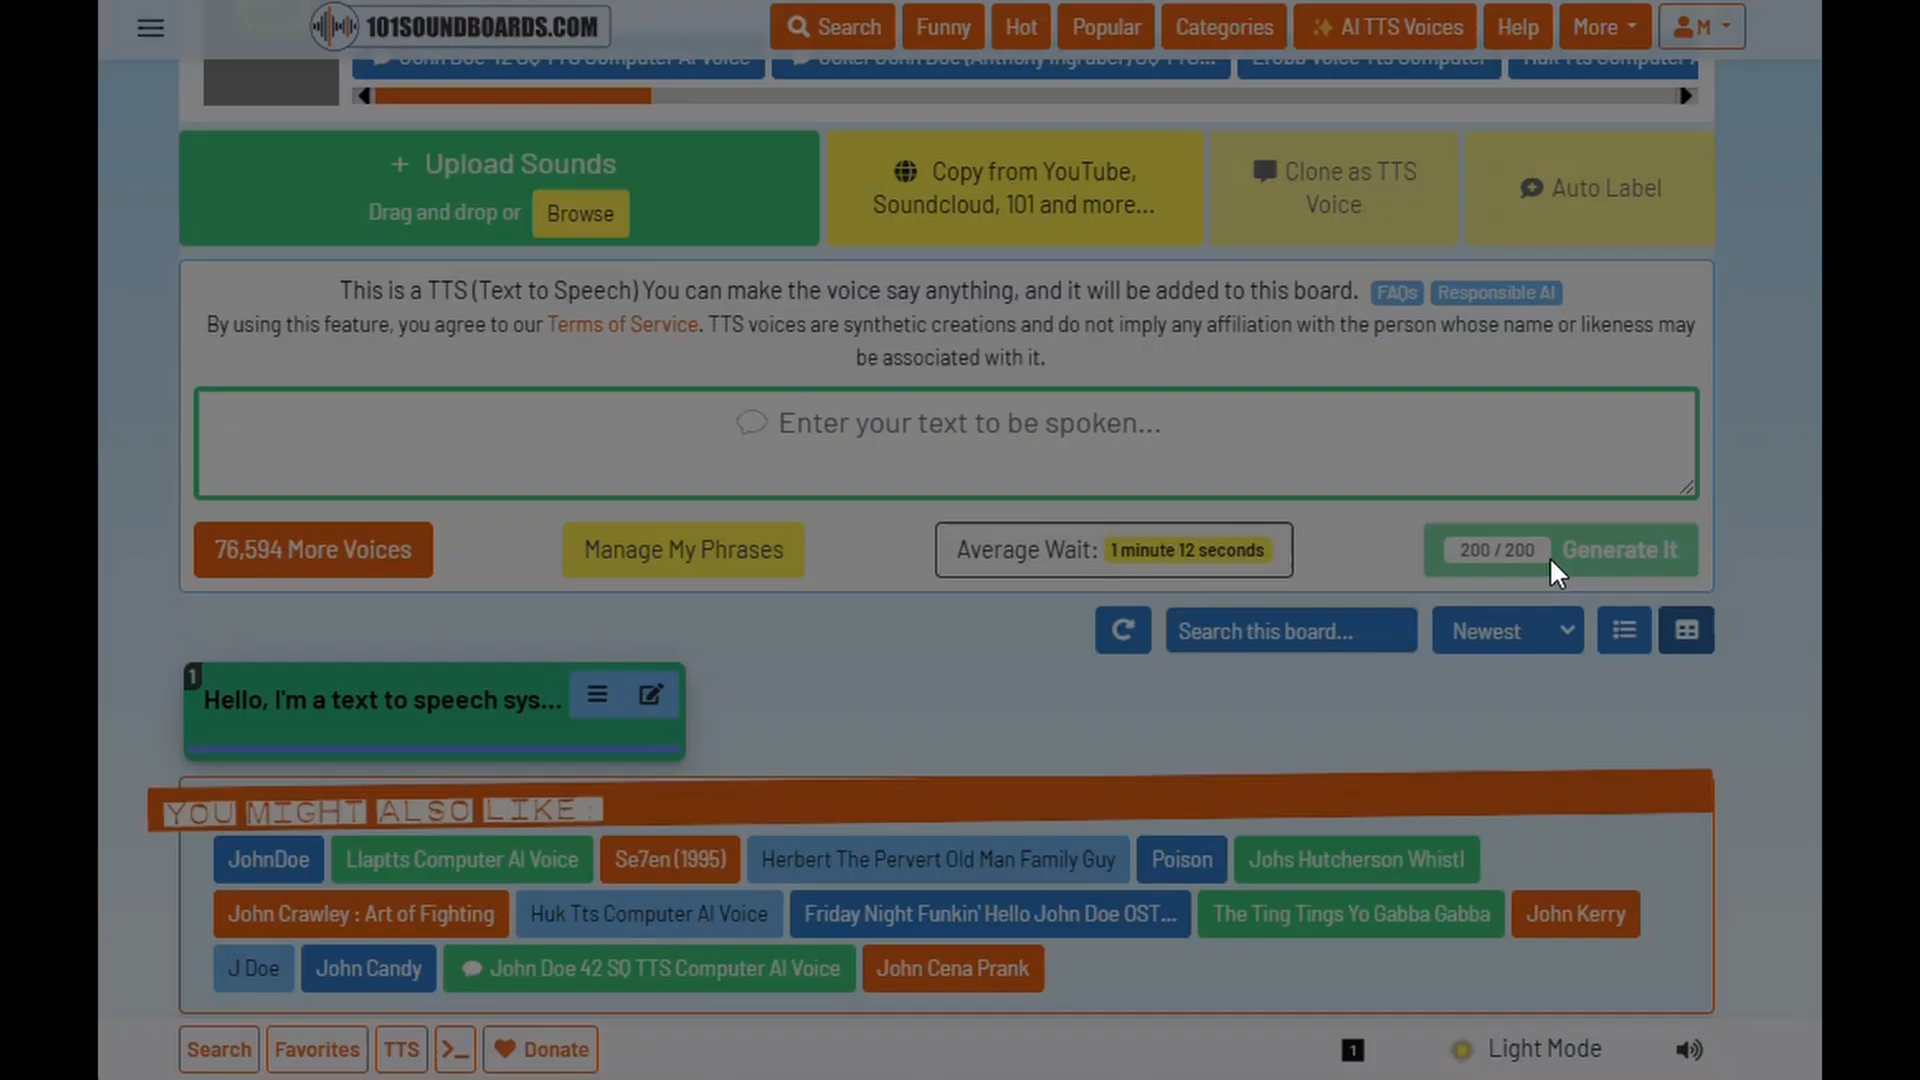 101SOUNDBOARDS.COM
Search
Funny
Hot
Popular
Categories
AI TTS Voices
Help
More
M
John Doe 42 SQ TTS Computer AI Voice
+ Upload Sounds
Drag and drop or Browse
Copy from YouTube,
Soundcloud, 101 and more...
Clone as TTS
Voice
Auto Label
This is a TTS (Text to Speech) You can make the voice say anything, and it will be added to this board. FAQs Responsible AI
By using this feature, you agree to our Terms of Service. TTS voices are synthetic creations and do not imply any affiliation with the person whose name or likeness may
be associated with it.
Enter your text to be spoken...
76,594 More Voices
Manage My Phrases
Average Wait: 1 minute 12 seconds
200 / 200 Generate It
Search this board...
Newest
1
Hello, I'm a text to speech sys...
YOU MIGHT ALSO LIKE:
JohnDoe
Llaptts Computer AI Voice
Se7en (1995)
Herbert The Pervert Old Man Family Guy
Poison
Johs Hutcherson Whistl
John Crawley : Art of Fighting
Huk Tts Computer AI Voice
Friday Night Funkin' Hello John Doe OST...
The Ting Tings Yo Gabba Gabba
John Kerry
J Doe
John Candy
John Doe 42 SQ TTS Computer AI Voice
John Cena Prank
Search
Favorites
TTS
>_
Donate
1
Light Mode